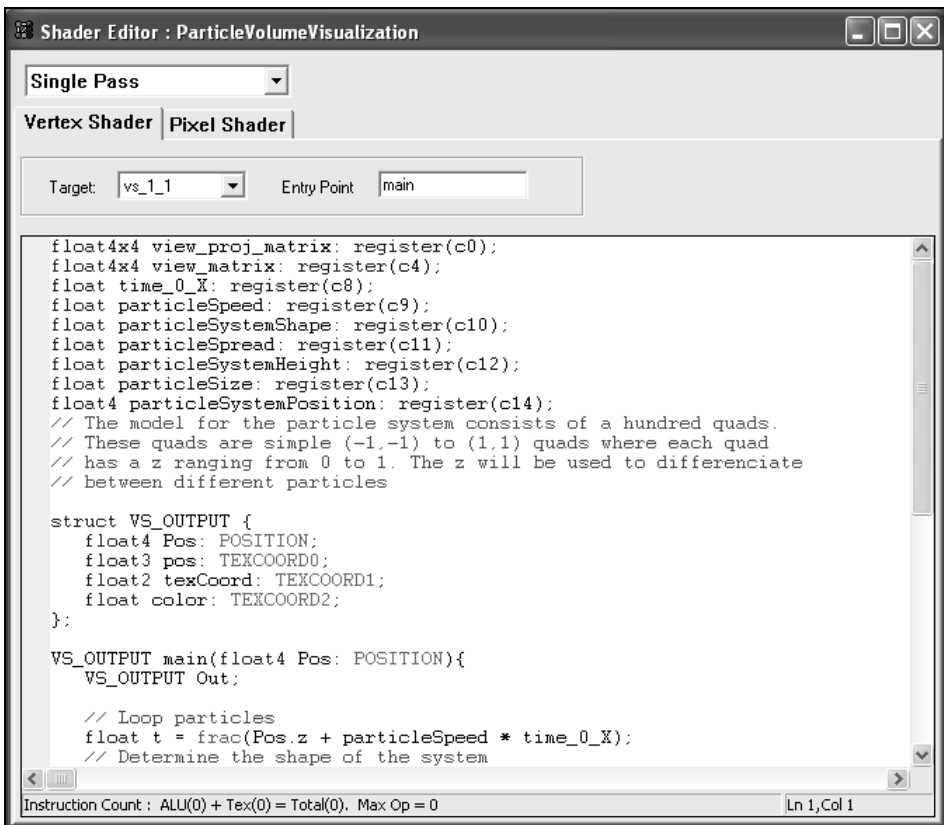 Shader Editor : ParticleVolumeVisualization
Single Pass
Vertex Shader Pixel Shader
Target: vs_1_1 Entry Point main
float4x4 view_proj_matrix: register(c0);
float4x4 view_matrix: register(c4);
float time_0_X: register(c8);
float particleSpeed: register(c9);
float particleSystemShape: register(c10);
float particleSpread: register(c11);
float particleSystemHeight: register(c12);
float particleSize: register(c13);
float4 particleSystemPosition: register(c14);
// The model for the particle system consists of a hundred quads.
// These quads are simple (-1,-1) to (1,1) quads where each quad
// has a z ranging from 0 to 1. The z will be used to differenciate
// between different particles
struct VS_OUTPUT {
float4 Pos: POSITION;
float3 pos: TEXCOORD0;
float2 texCoord: TEXCOORD1;
float color: TEXCOORD2;
};
VS_OUTPUT main(float4 Pos: POSITION){
VS_OUTPUT Out;
// Loop particles
float t = frac(Pos.z + particleSpeed * time_0_X);
// Determine the shape of the system
Instruction Count : ALU(0) + Tex(0) = Total(0). Max Op = 0 Ln 1,Col 1